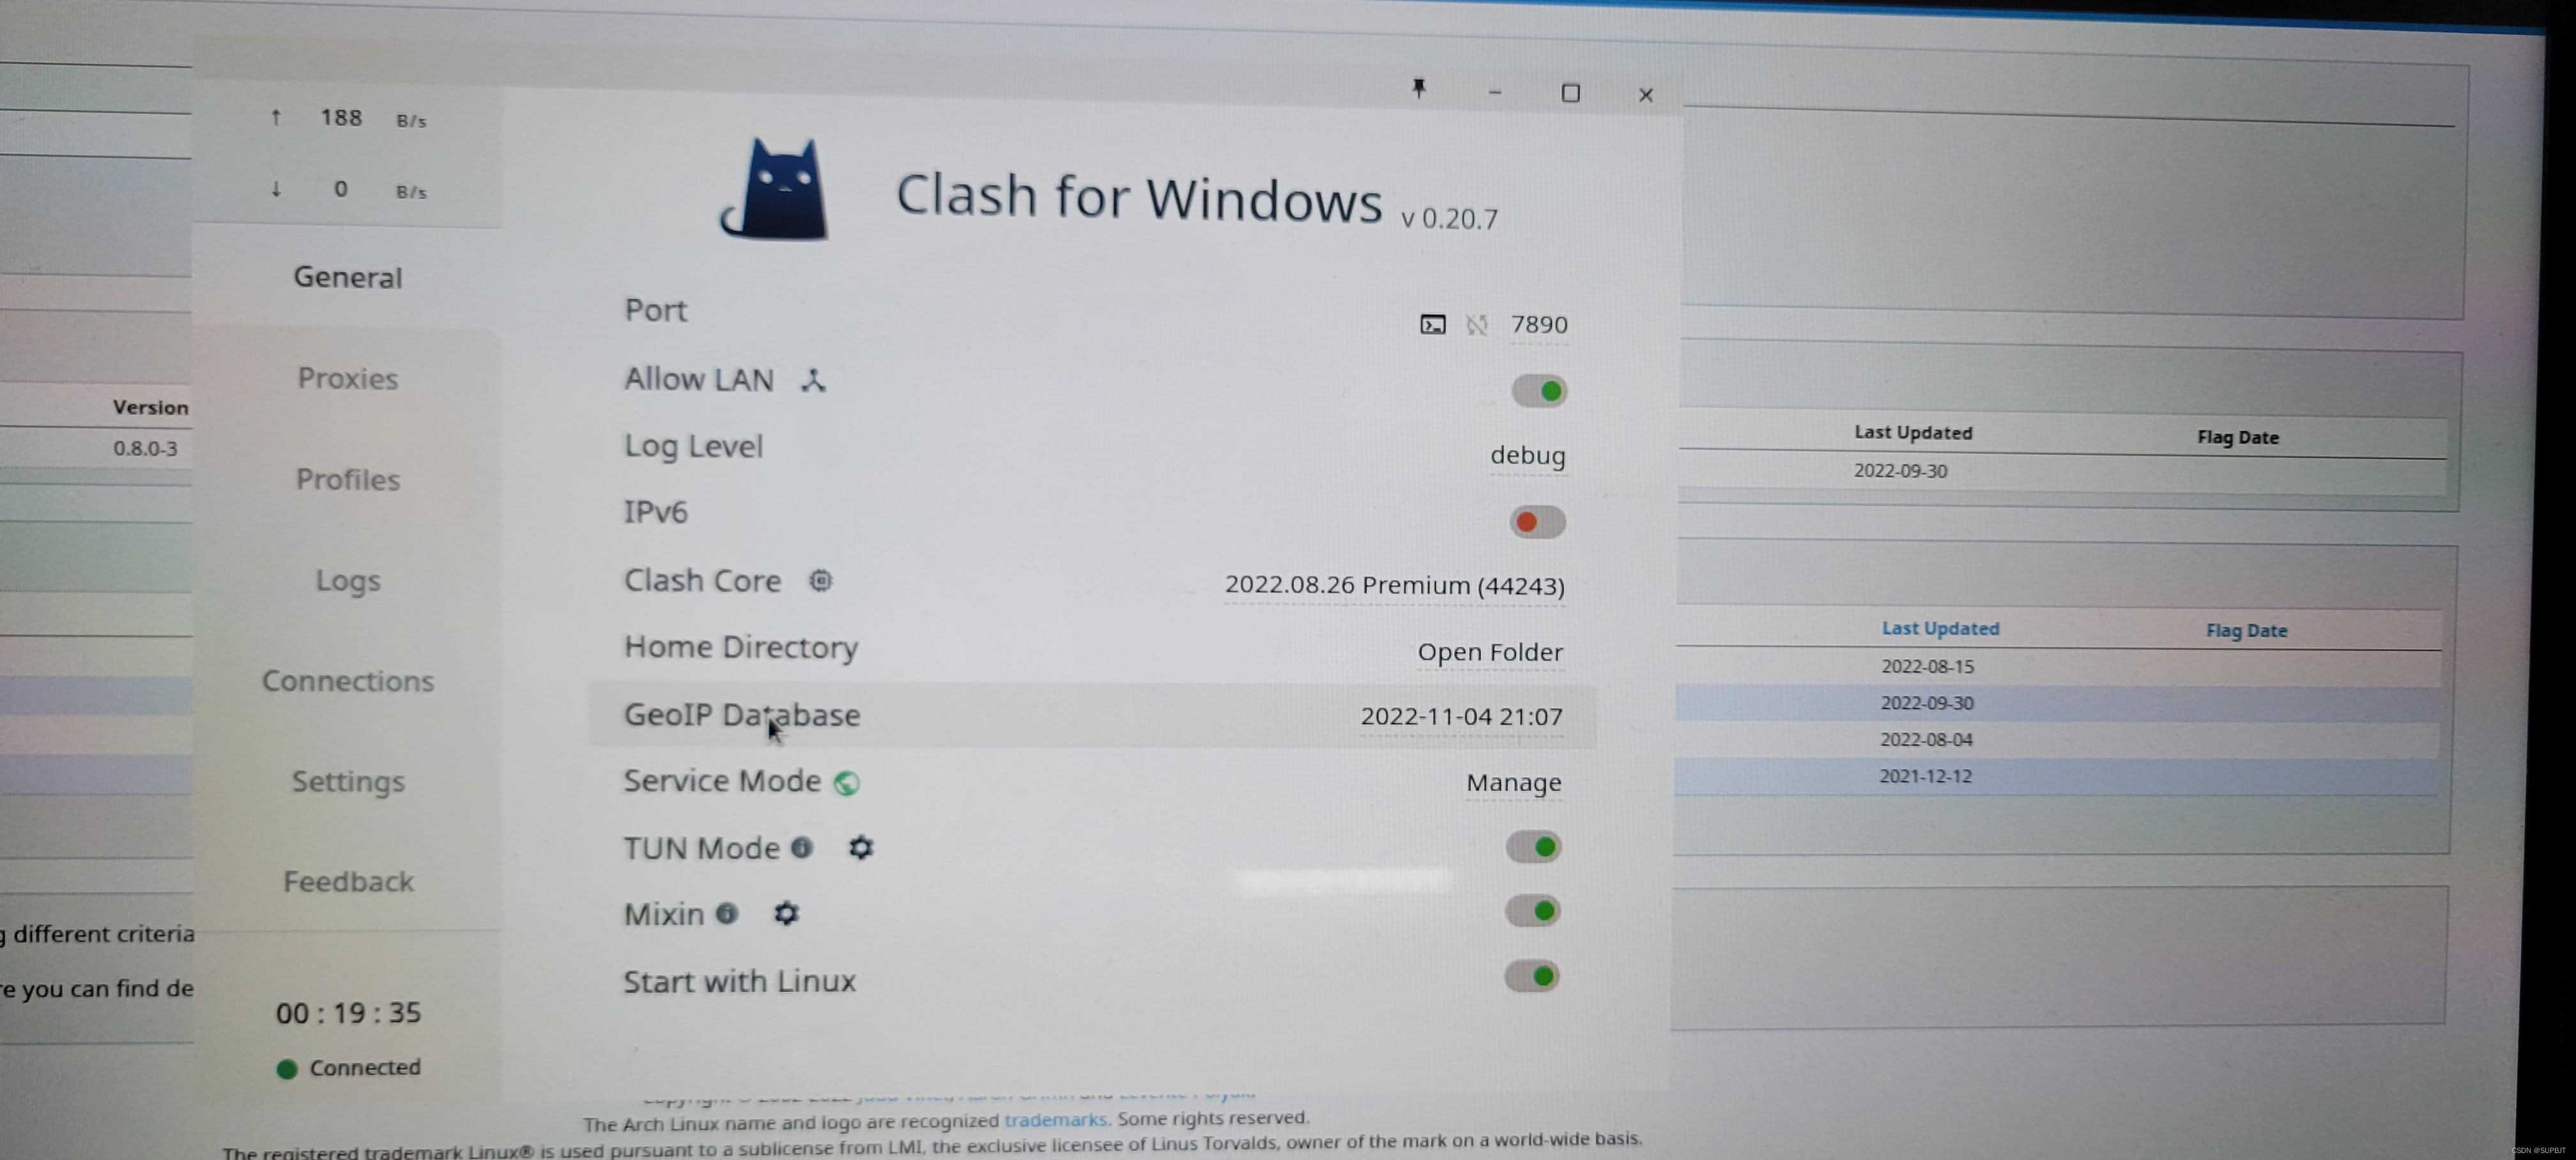 ↑ 188 B/s
↓ 0 B/s
Clash for Windows v 0.20.7
General
Proxies
Profiles
Logs
Connections
Settings
Feedback
00 : 19 : 35
Connected
Port 7890
Allow LAN
Log Level debug
IPv6
Clash Core 2022.08.26 Premium (44243)
Home Directory Open Folder
GeoIP Database 2022-11-04 21:07
Service Mode Manage
TUN Mode
Mixin
Start with Linux
Version
0.8.0-3
different criteria
you can find de
Last Updated Flag Date
2022-09-30
Last Updated Flag Date
2022-08-15
2022-09-30
2022-08-04
2021-12-12
The Arch Linux name and logo are recognized trademarks. Some rights reserved.
The registered trademark Linux® is used pursuant to a sublicense from LMI, the exclusive licensee of Linus Torvalds, owner of the mark on a world-wide basis.
CSDN @SUPBJT